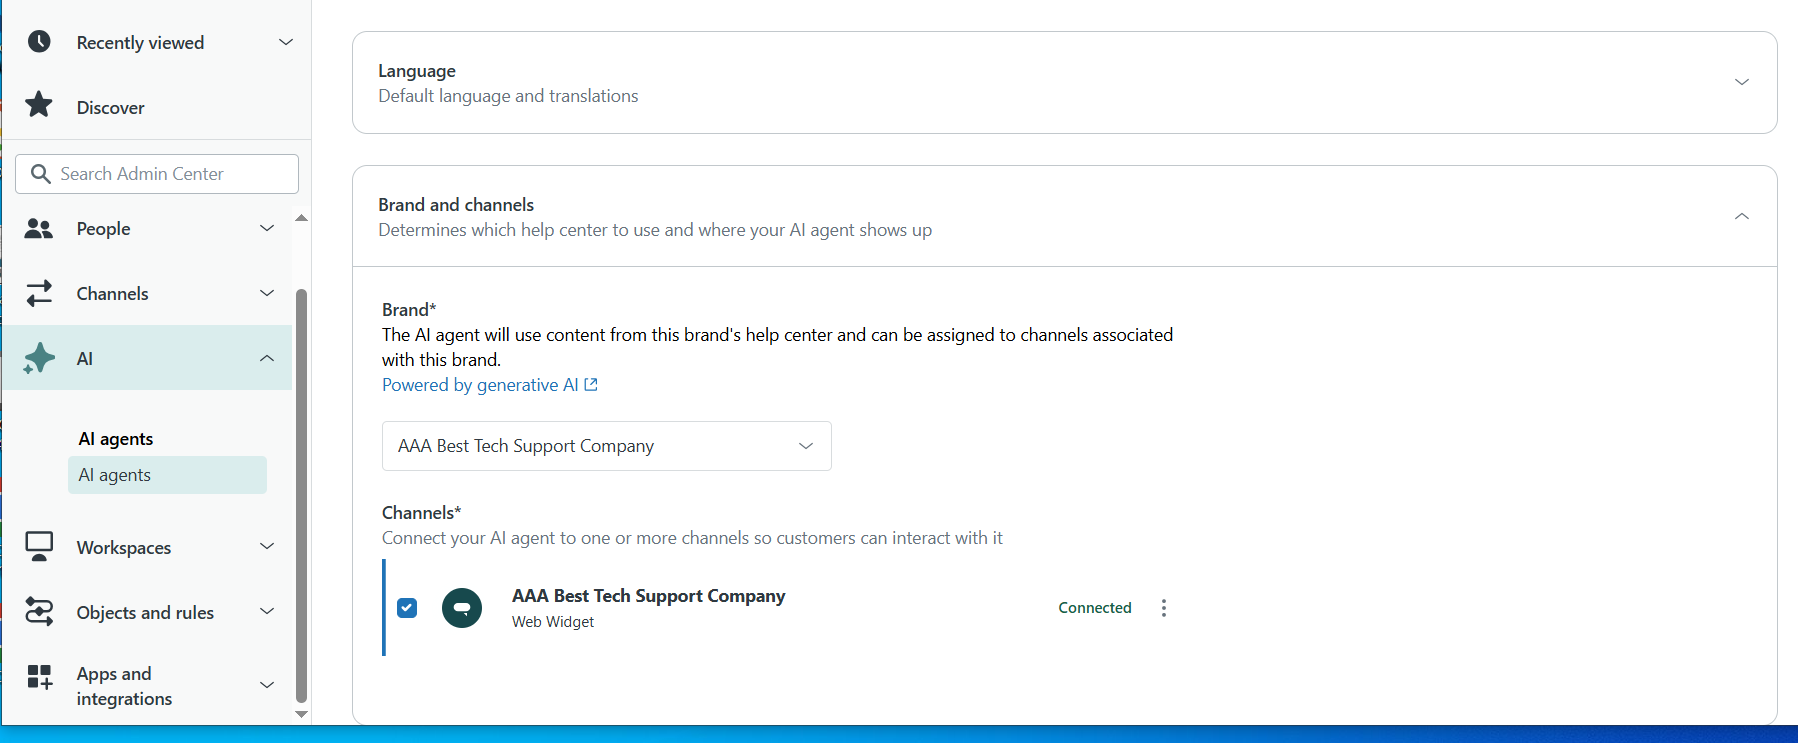 Recently viewed
Discover
Search Admin Center
People
Channels
AI
AI agents
AI agents
Workspaces
Objects and rules
Apps and
integrations
Language
Default language and translations
Brand and channels
Determines which help center to use and where your AI agent shows up
Brand*
The AI agent will use content from this brand's help center and can be assigned to channels associated
with this brand.
Powered by generative AI
AAA Best Tech Support Company
Channels*
Connect your AI agent to one or more channels so customers can interact with it
AAA Best Tech Support Company
Web Widget
Connected